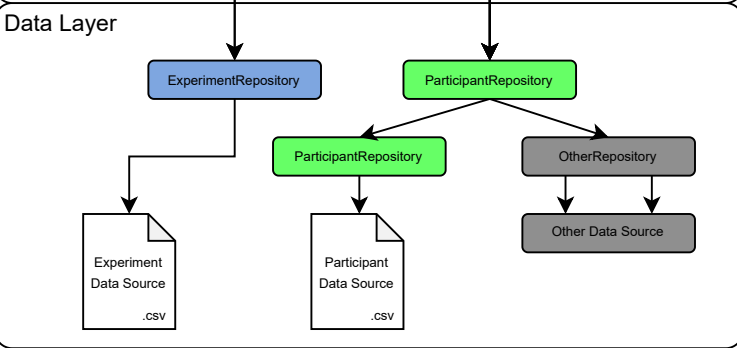 Data Layer
ExperimentRepository
ParticipantRepository
ParticipantRepository
OtherRepository
Experiment
Data Source
.csv
Participant
Data Source
.csv
Other Data Source